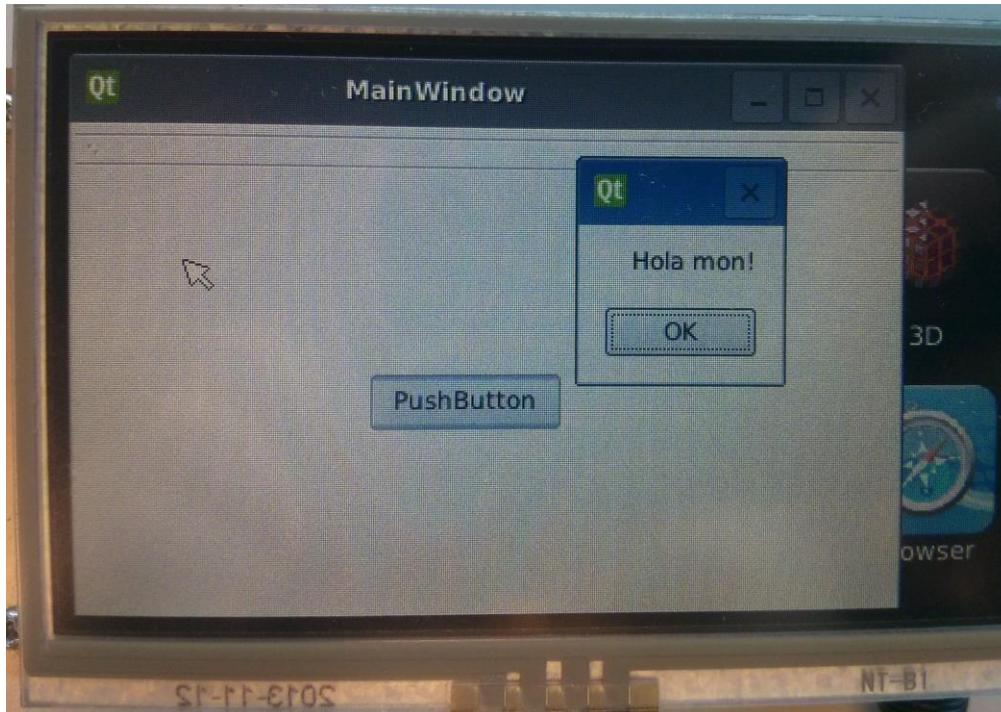 Qt MainWindow
Qt
Hola mon!
OK
3D
PushButton
owser
2013-11-12
NT-B1